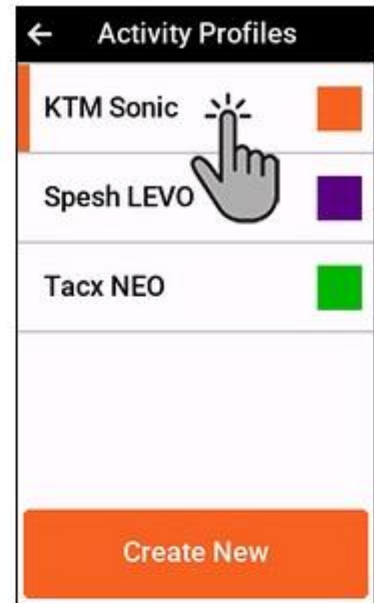 Activity Profiles
KTM Sonic
Spesh LEVO
Tacx NEO
Create New